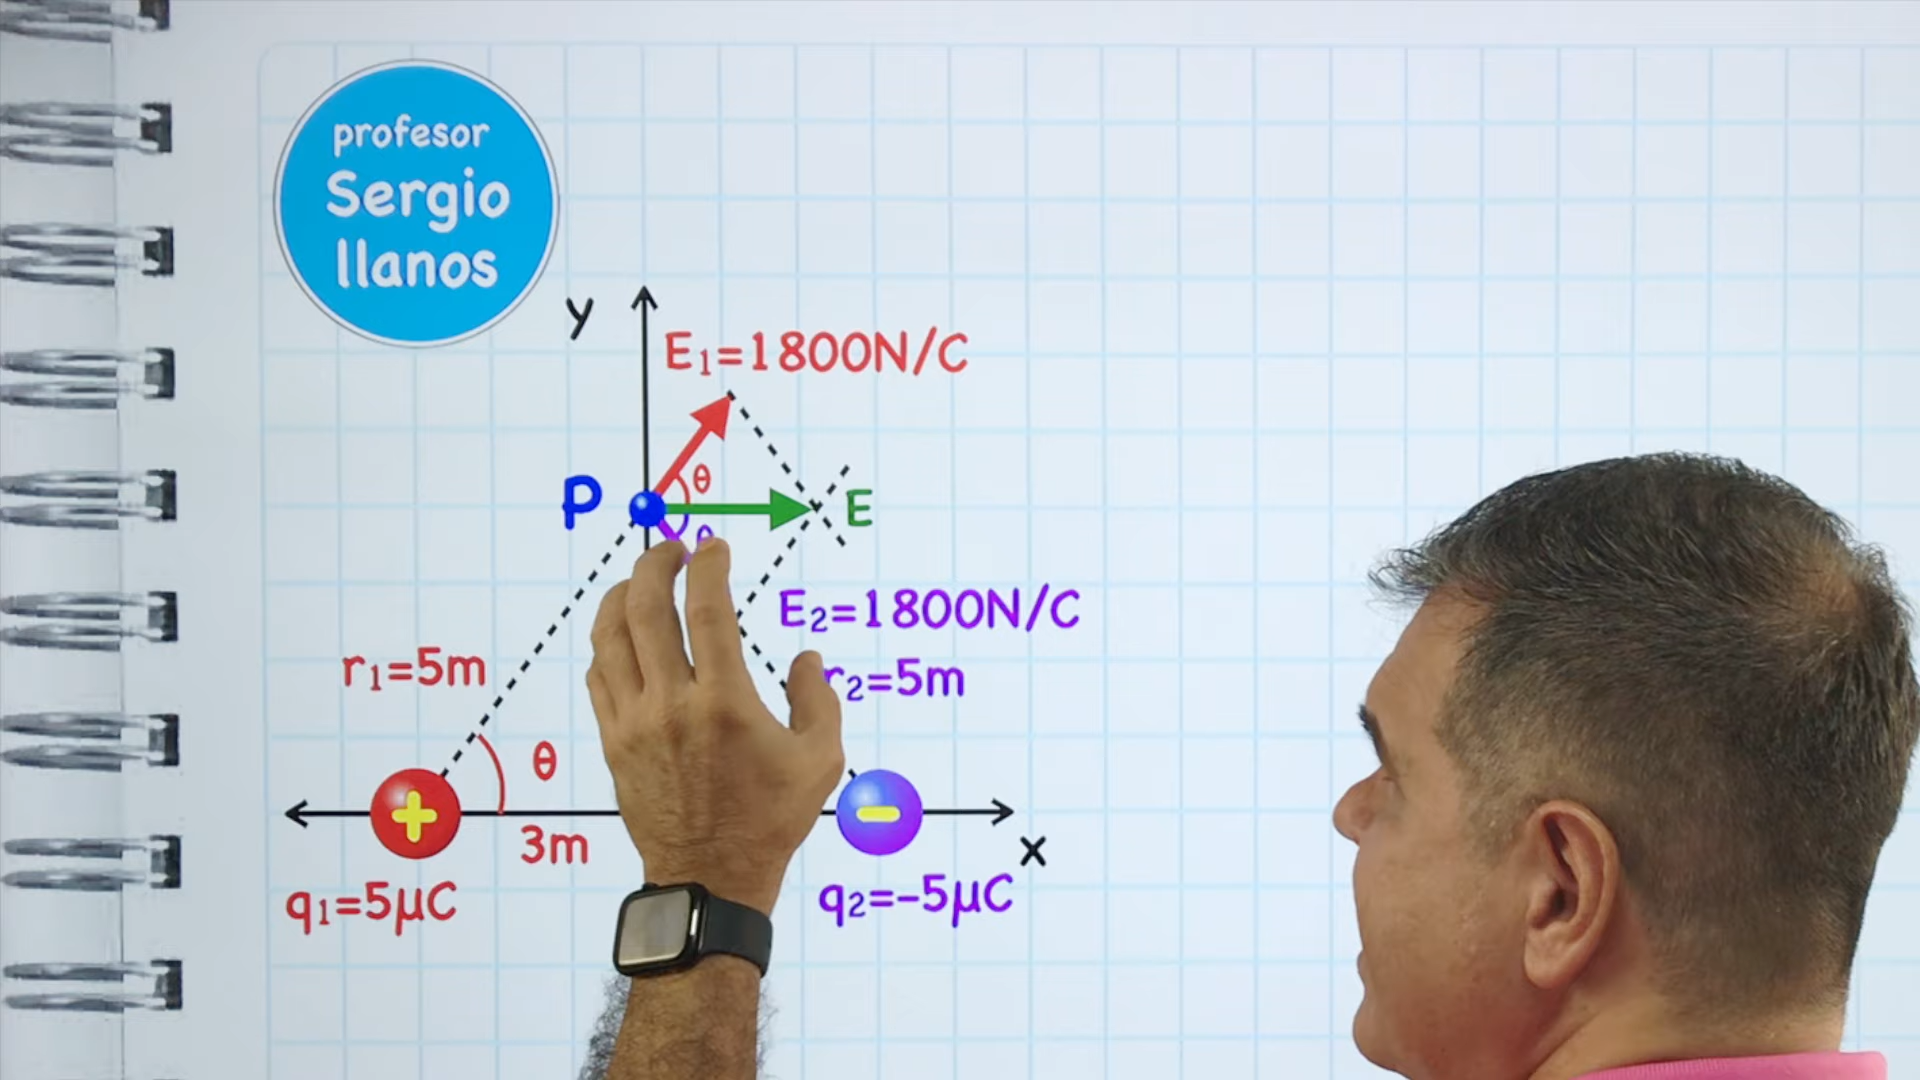 profesor
Sergio
llanos
y
E₁=1800N/C
θ
P
E
E₂=1800N/C
r₁=5m
r₂=5m
θ
+
−
3m
x
q₁=5μC
q₂=-5μC